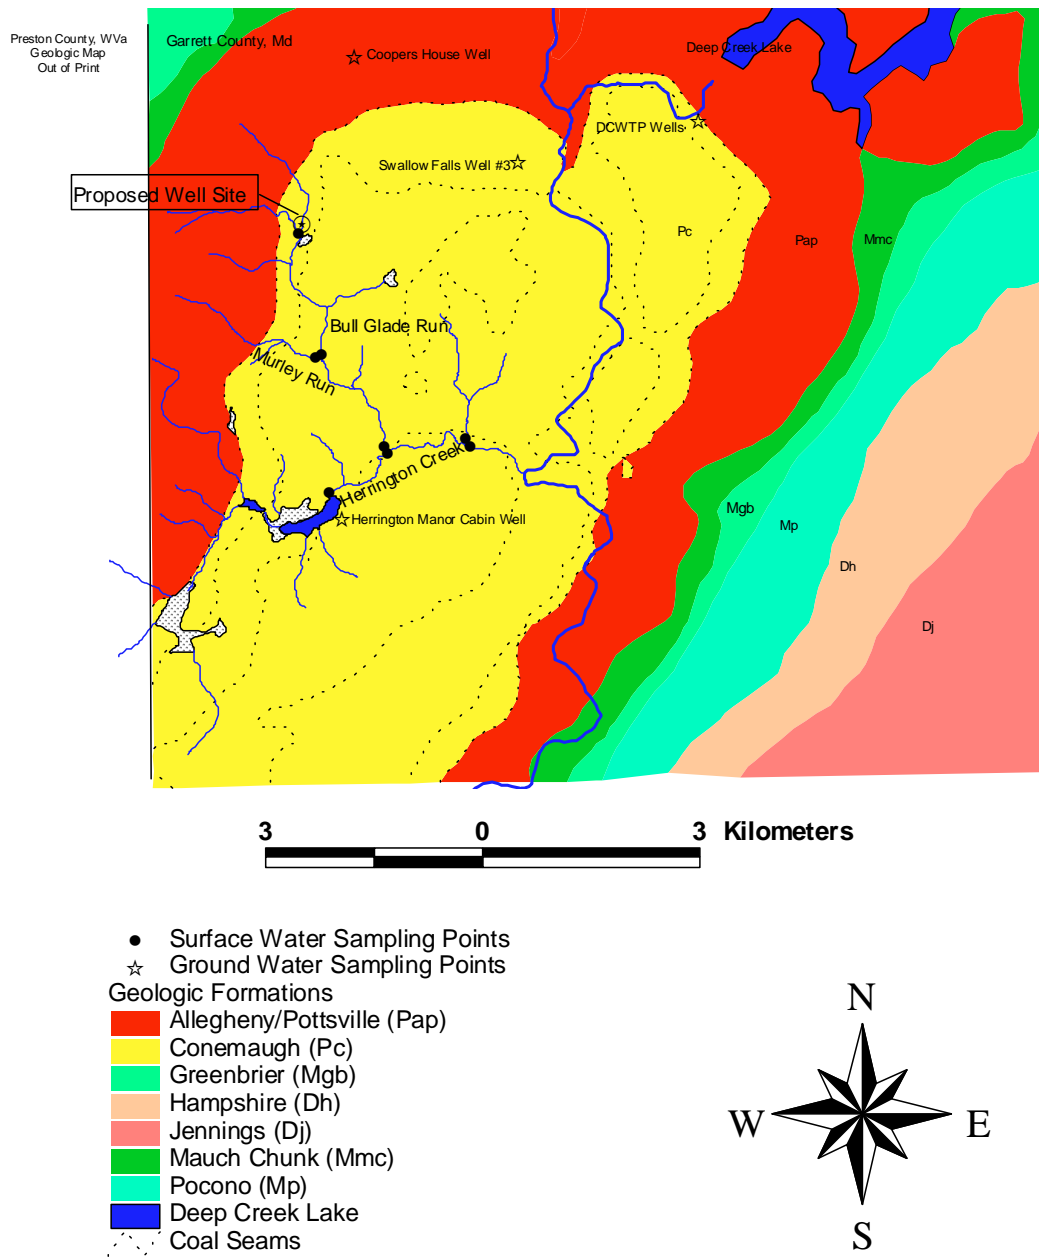 Preston County, WVa
Geologic Map
Out of Print
Garrett County, Md
Coopers House Well
Deep Creek Lake
DCWTP Wells
Swallow Falls Well #3
Proposed Well Site
Pc
Pap
Mmc
Bull Glade Run
Murley Run
Herrington Creek
Herrington Manor Cabin Well
Mgb
Mp
Dh
Dj
3 0 3 Kilometers
Surface Water Sampling Points
Ground Water Sampling Points
Geologic Formations
Allegheny/Pottsville (Pap)
Conemaugh (Pc)
Greenbrier (Mgb)
Hampshire (Dh)
Jennings (Dj)
Mauch Chunk (Mmc)
Pocono (Mp)
Deep Creek Lake
Coal Seams
N
W E
S